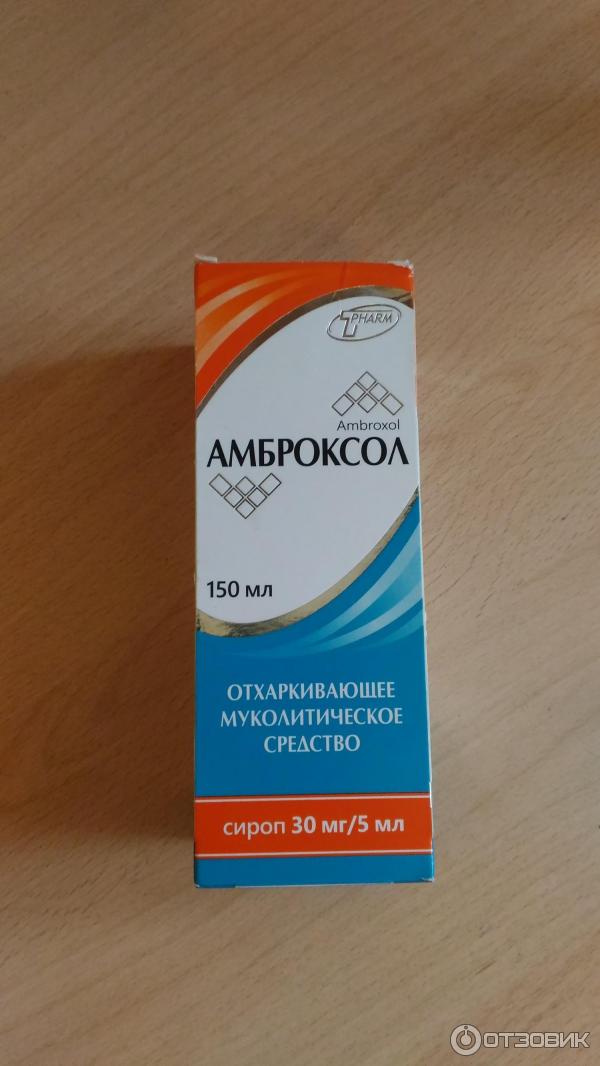 PHARM
Ambroxol
АМБРОКСОЛ
150 мл
ОТХАРКИВАЮЩЕЕ
МУКОЛИТИЧЕСКОЕ
СРЕДСТВО
сироп 30 мг/5 мл
ОТЗОВИК